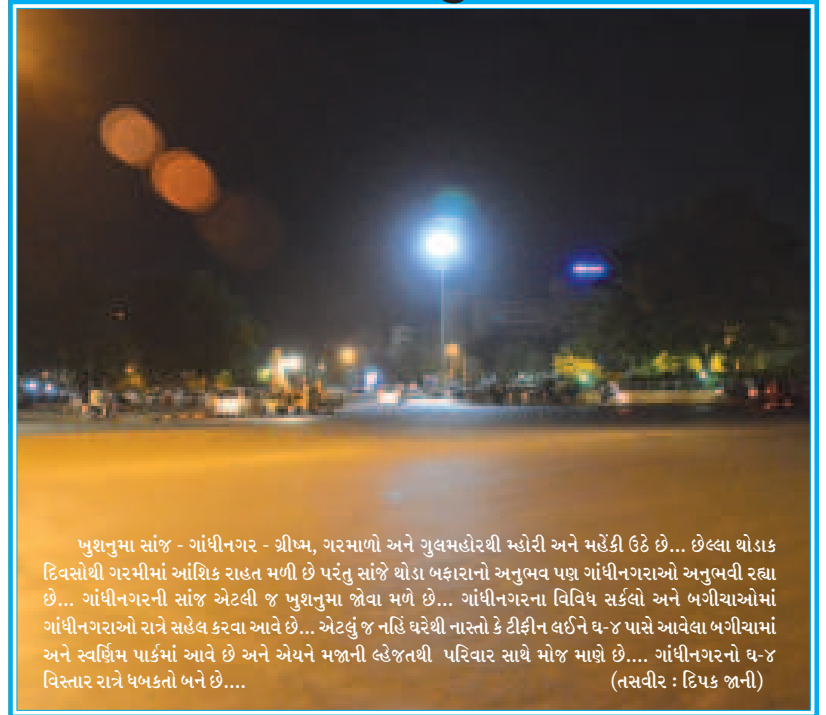 ખુશનુમા સાંજ - ગાંધીનગર - ગ્રીષ્મ, ગરમાળો અને ગુલમહોરથી મ્હોરી અને મહેંકી ઉઠે છે... છેલ્લા થોડાક
દિવસોથી ગરમીમાં આંશિક રાહત મળી છે પરંતુ સાંજે થોડા બફારાનો અનુભવ પણ ગાંધીનગરાઓ અનુભવી રહ્યા
છે... ગાંધીનગરની સાંજ એટલી જ ખુશનુમા જોવા મળે છે... ગાંધીનગરના વિવિધ સર્કલો અને બગીચાઓમાં
ગાંધીનગરાઓ રાત્રે સહેલ કરવા આવે છે... એટલું જ નહિં ઘરેથી નાસ્તો કે ટીફીન લઈને ઘ-૪ પાસે આવેલા બગીચામાં
અને સ્વર્ણિમ પાર્કમાં આવે છે અને એયને મજાની લ્હેજતથી પરિવાર સાથે મોજ માણે છે.... ગાંધીનગરનો ઘ-૪
વિસ્તાર રાત્રે ધબકતો બને છે.... (તસવીર : દિપક જાની)